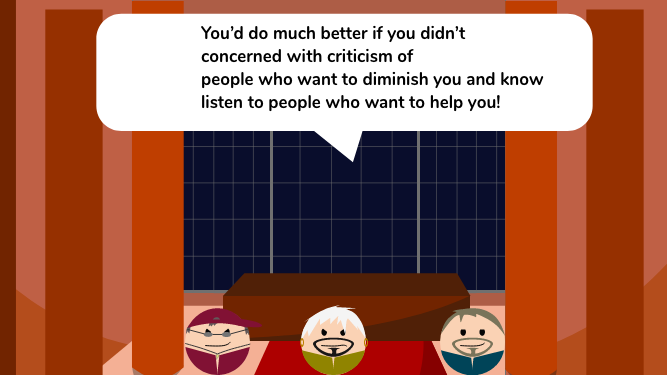 You’d do much better if you didn’t
concerned with criticism of
people who want to diminish you and know
listen to people who want to help you!